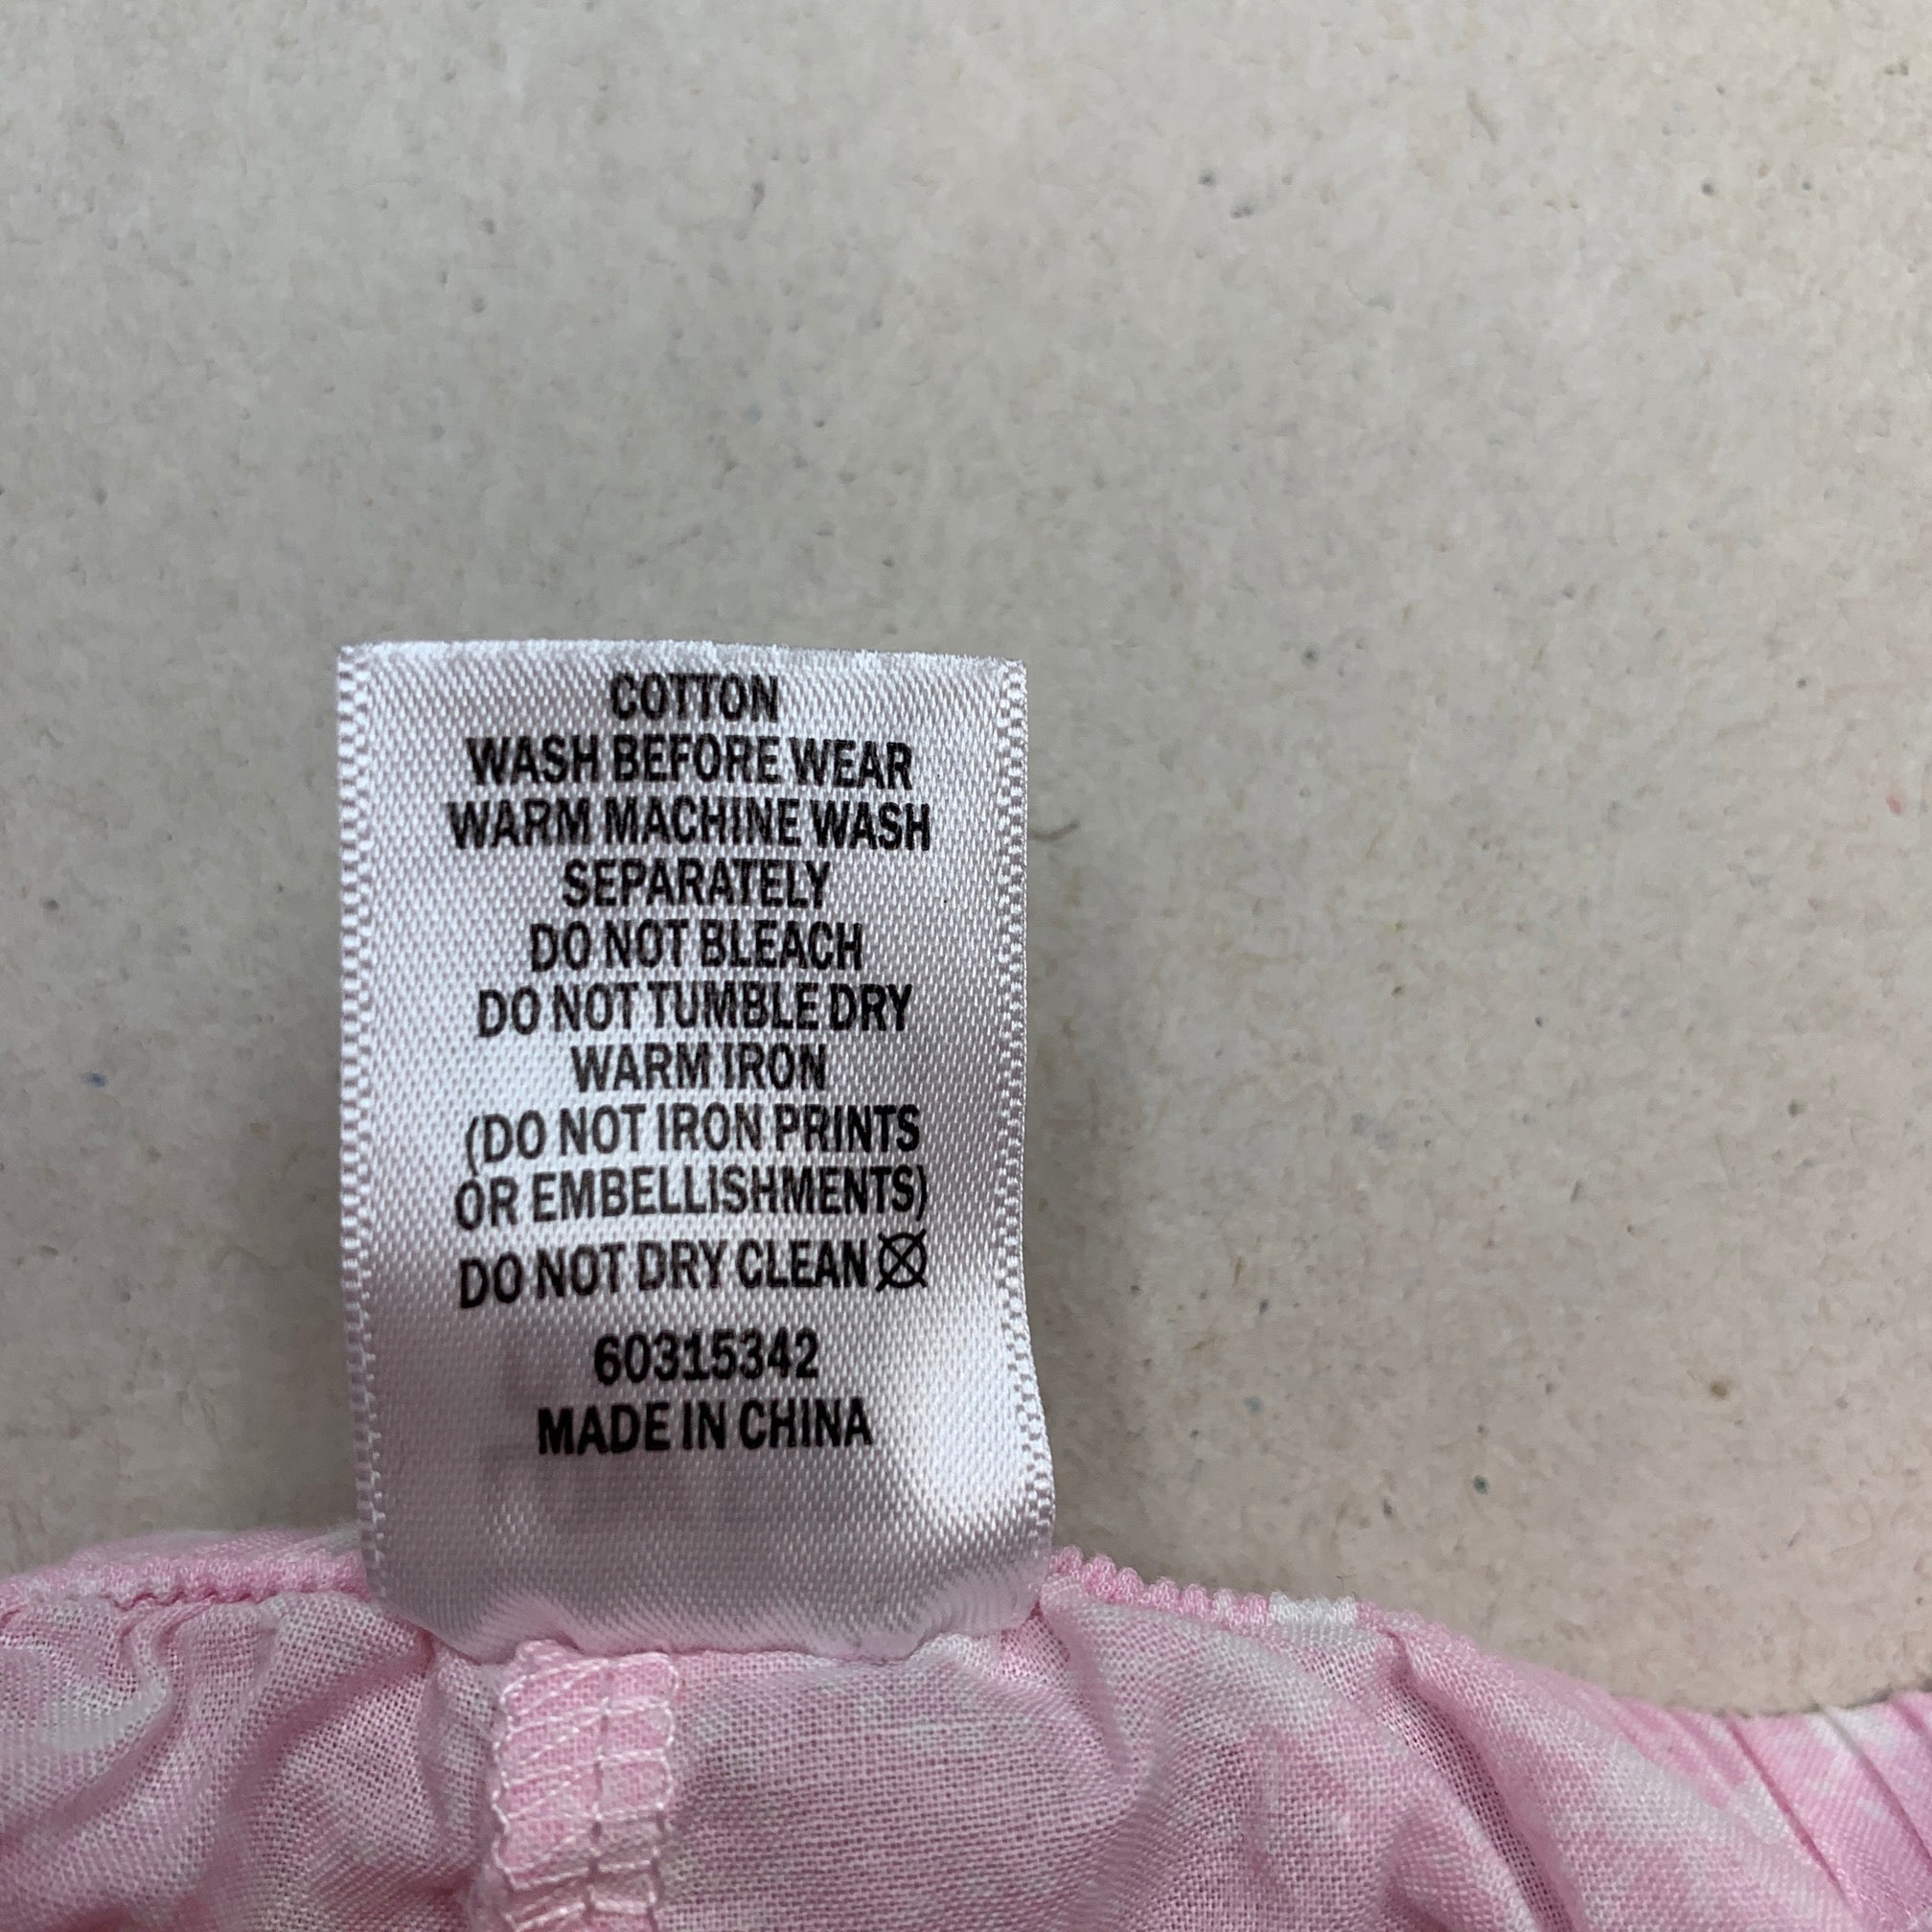 COTTON
WASH BEFORE WEAR
WARM MACHINE WASH
SEPARATELY
DO NOT BLEACH
DO NOT TUMBLE DRY
WARM IRON
(DO NOT IRON PRINTS
OR EMBELLISHMENTS)
DO NOT DRY CLEAN
60315342
MADE IN CHINA